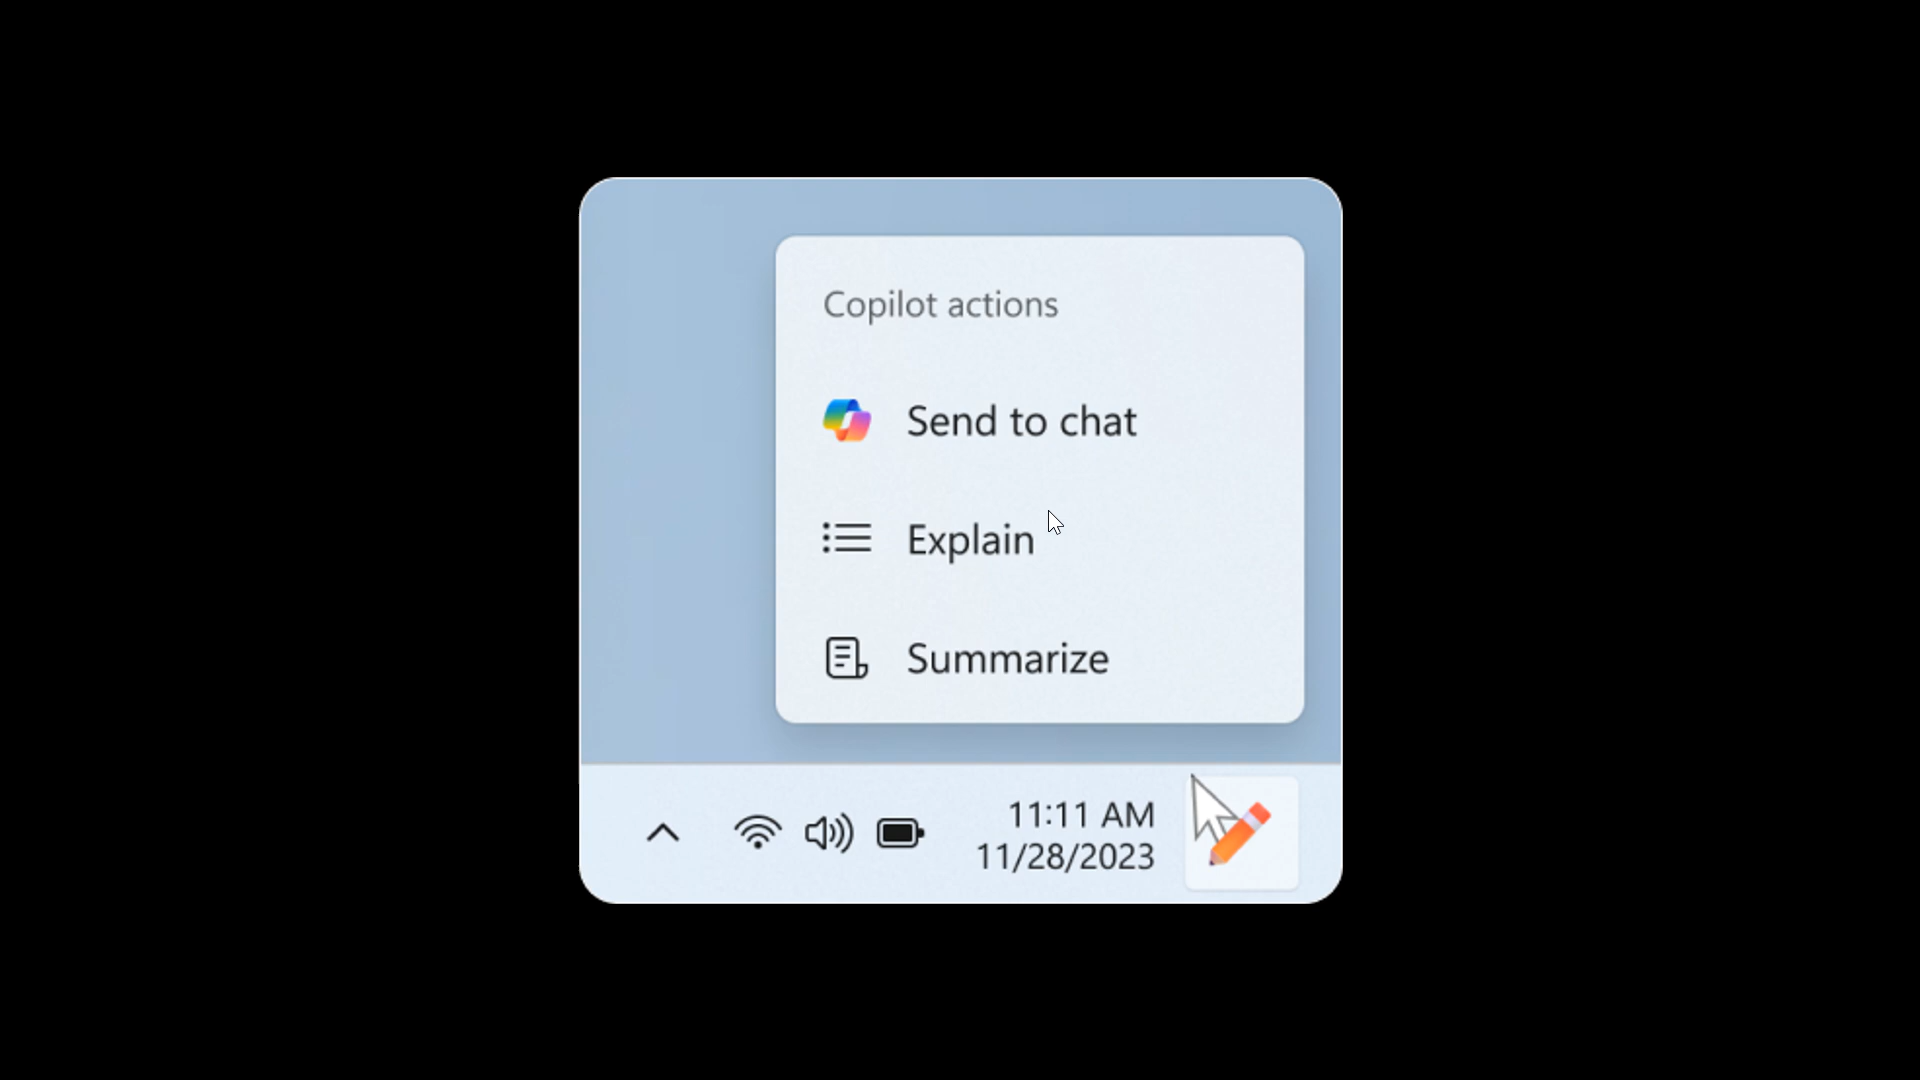 Copilot actions
Send to chat
Explain
Summarize
11:11 AM
11/28/2023